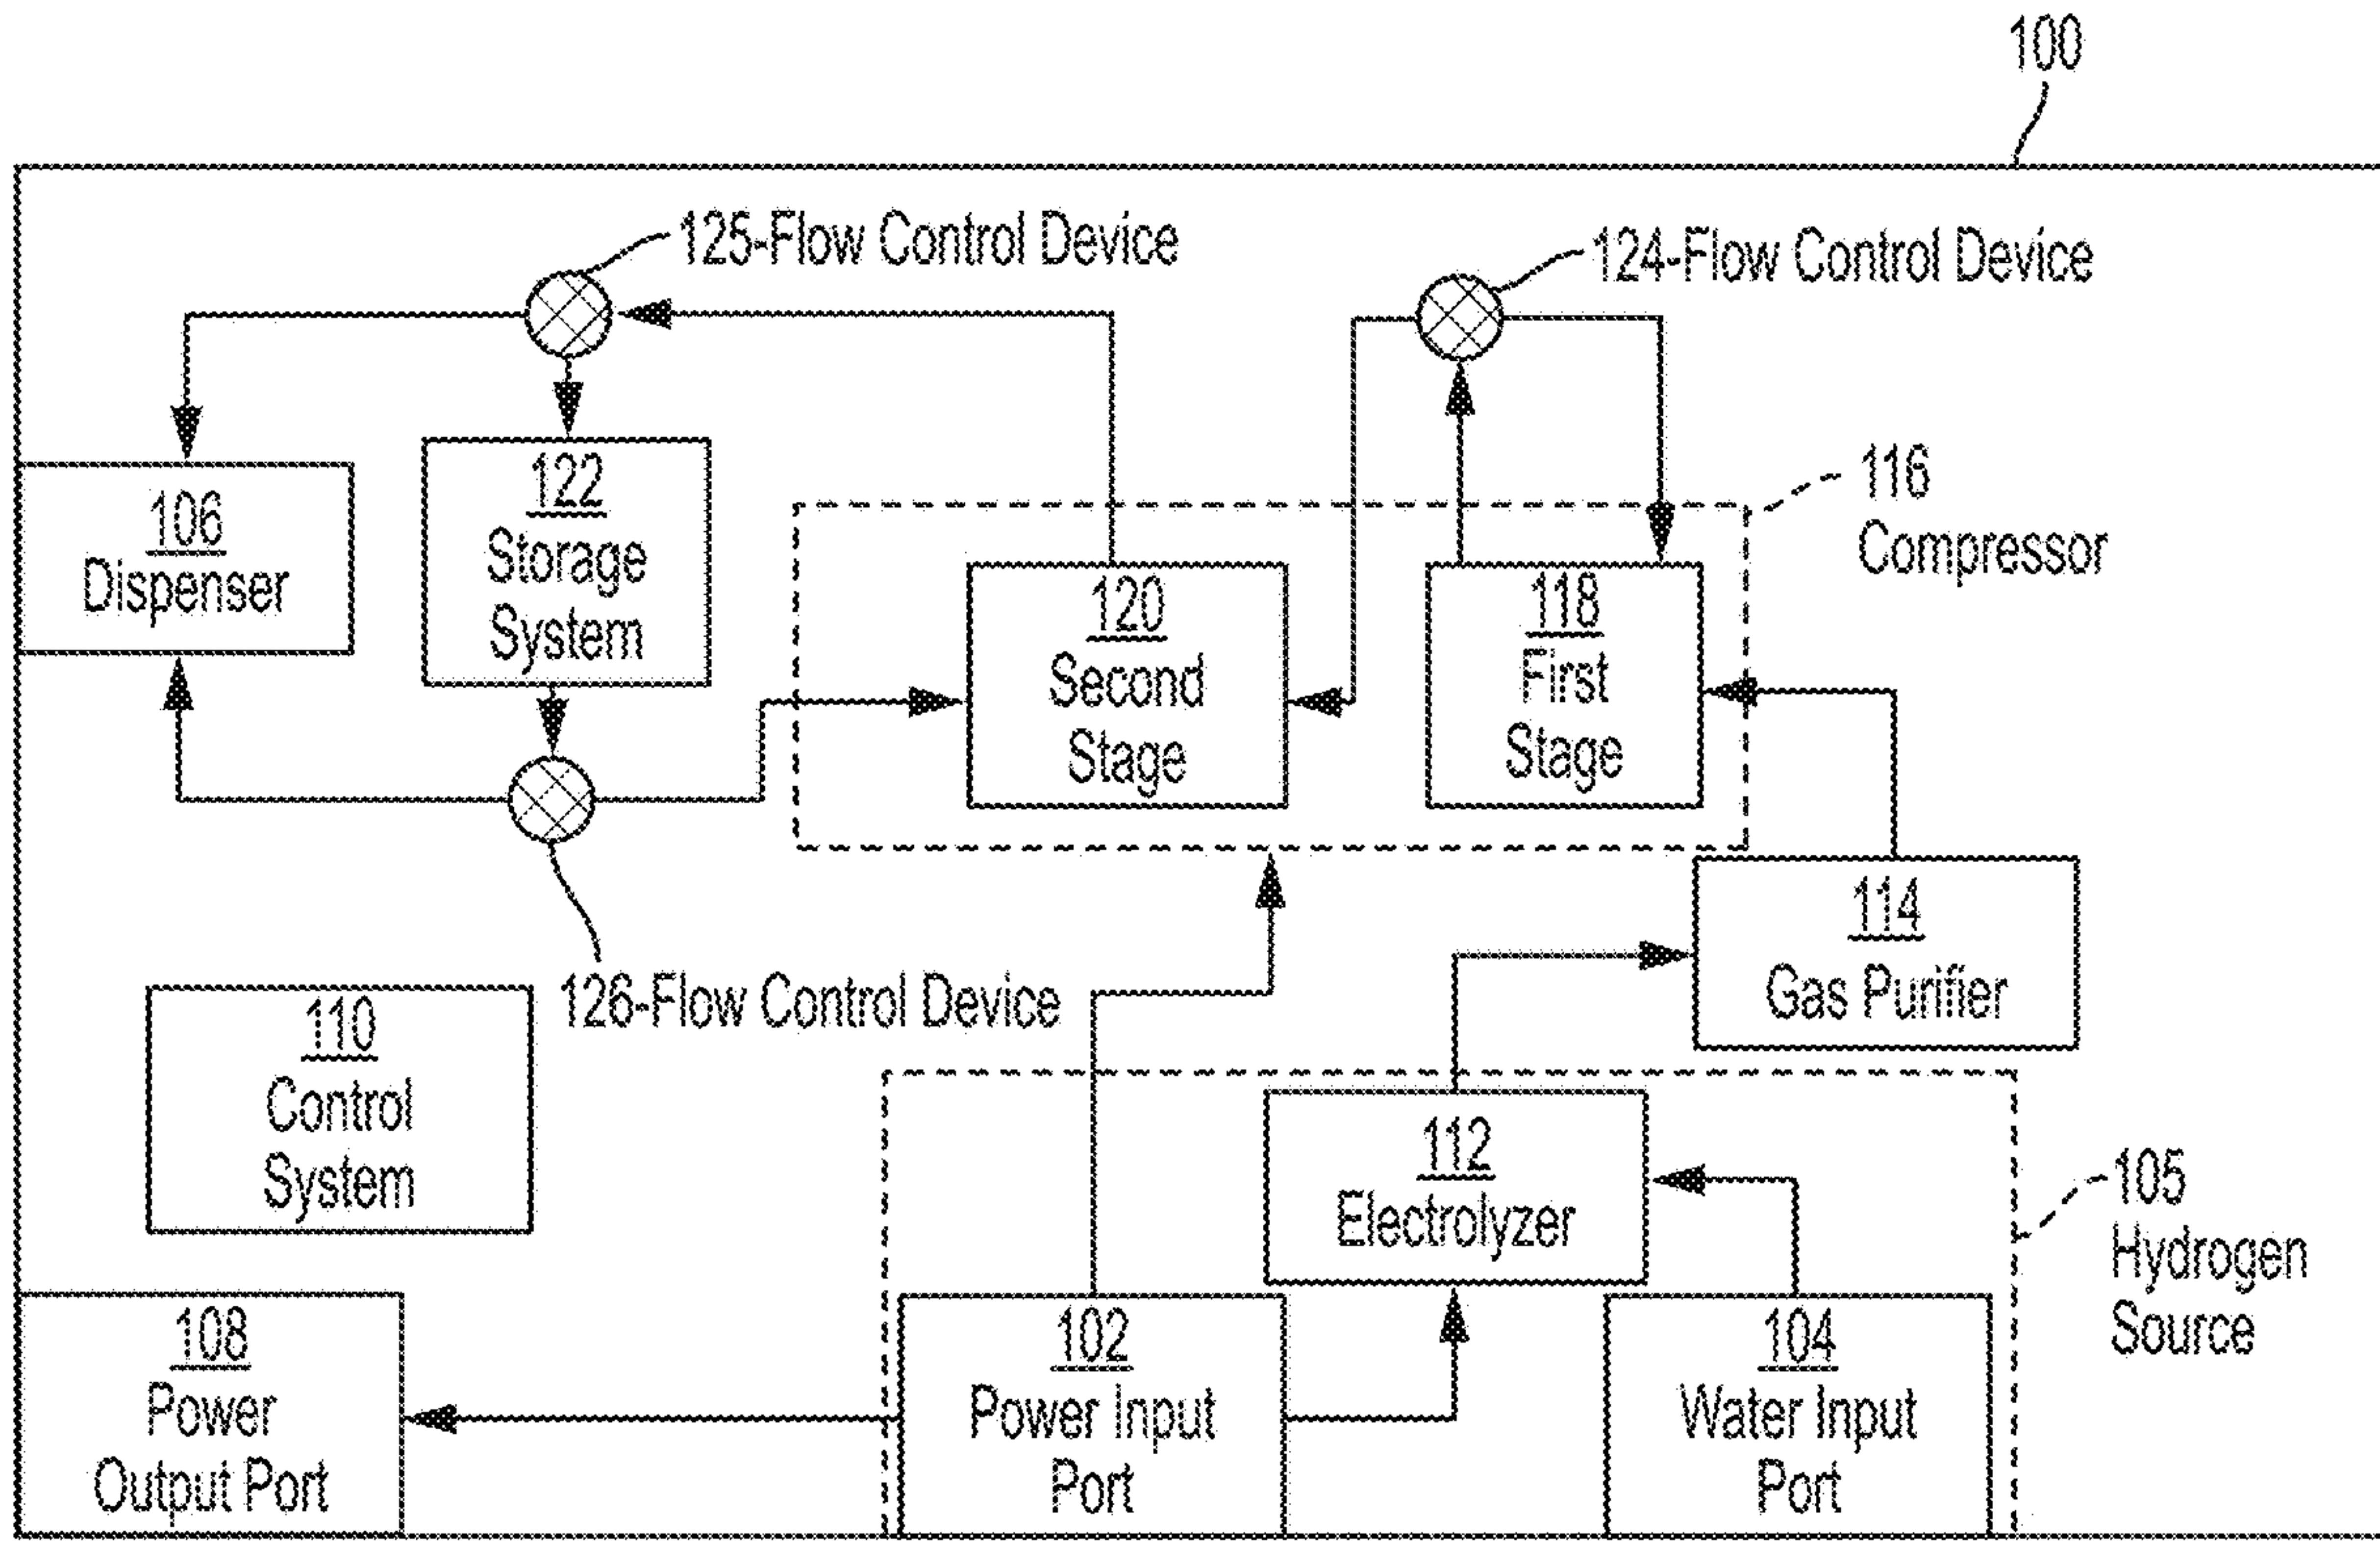 100
125-Flow Control Device
124-Flow Control Device
116
Compressor
106
Dispenser
122
Storage
System
120
Second
Stage
118
First
Stage
114
Gas Purifier
126-Flow Control Device
110
Control
System
112
Electrolyzer
105
Hydrogen
Source
108
Power
Output Port
102
Power Input
Port
104
Water Input
Port